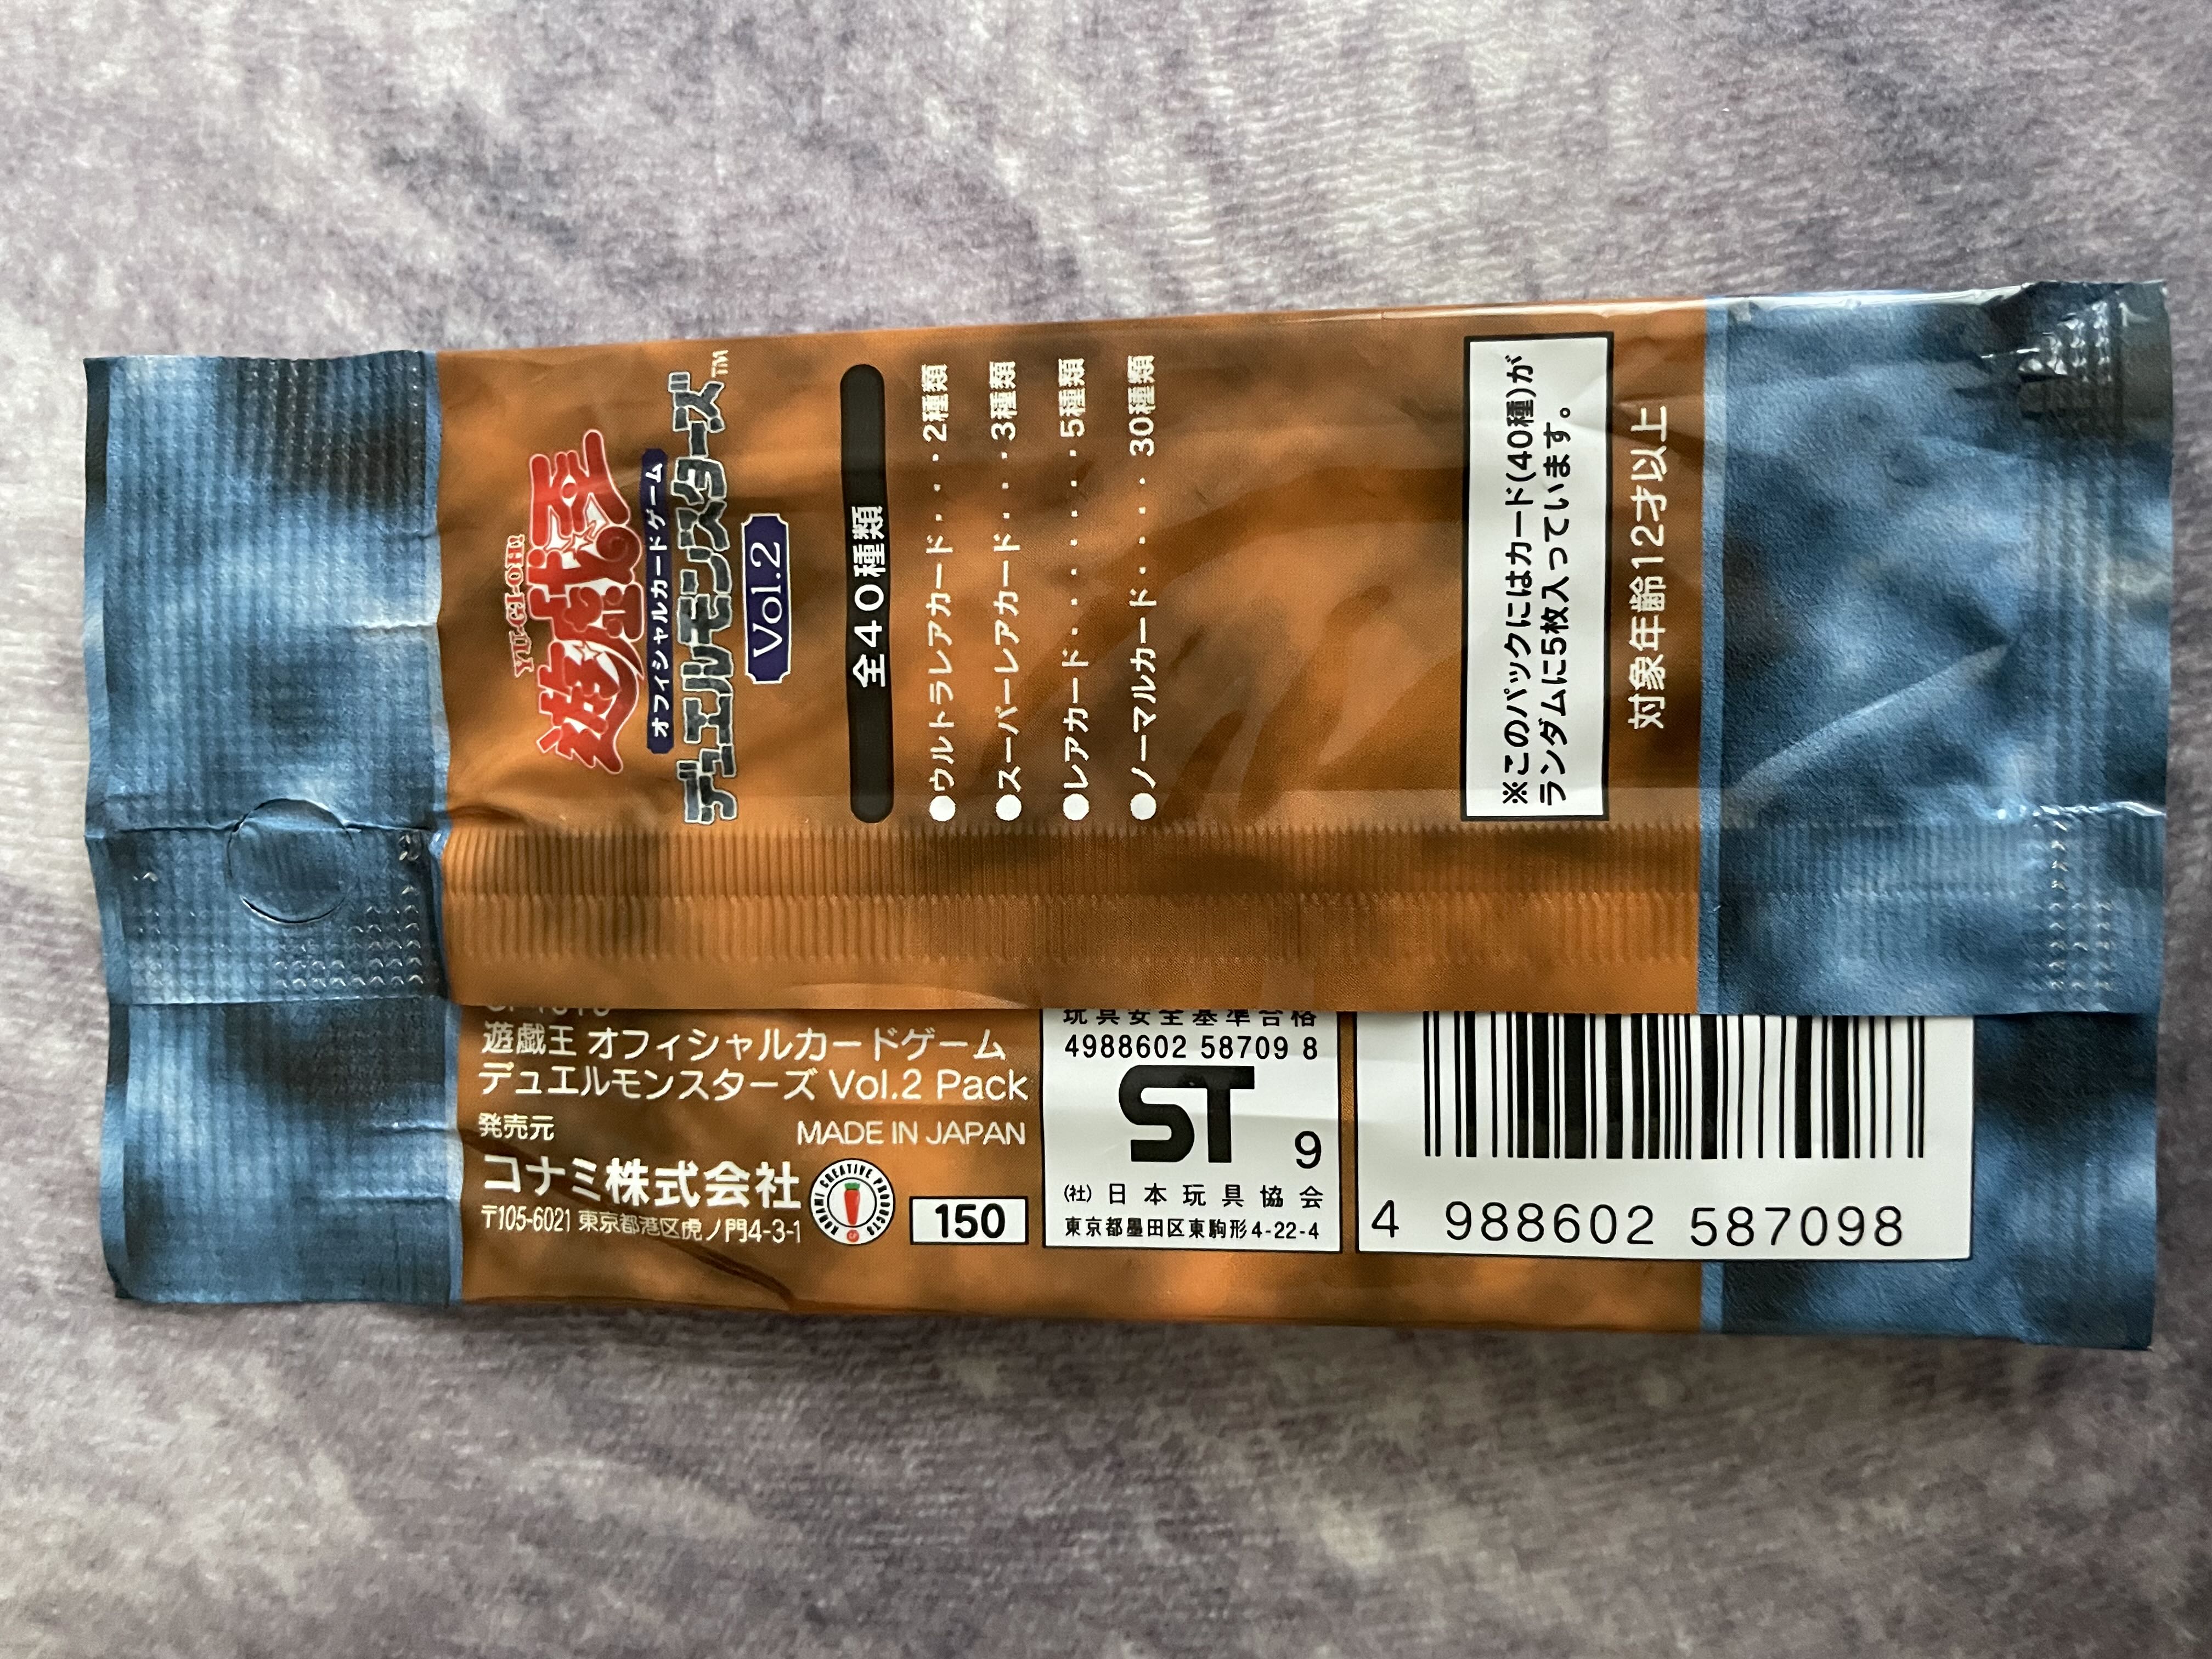 YU-GI-OH!
遊戯王
オフィシャルカードゲーム
デュエルモンスターズ™
Vol.2
全40種類
●ウルトラレアカード・・・・2種類
●スーパーレアカード・・・3種類
●レアカード・・・・・・・5種類
●ノーマルカード・・・・・30種類
※このパックにはカード(40種)が
ランダムに5枚入っています。
対象年齢12才以上
遊戯王 オフィシャルカードゲーム
デュエルモンスターズ Vol.2 Pack
発売元
MADE IN JAPAN
コナミ株式会社
〒105-6021 東京都港区虎ノ門4-3-1
KONAMI CREATIVE PRODUCTS
150
玩具安全基準合格
4988602 58709 8
ST
9
(社)日本玩具協会
東京都墨田区東駒形4-22-4
4 988602 587098